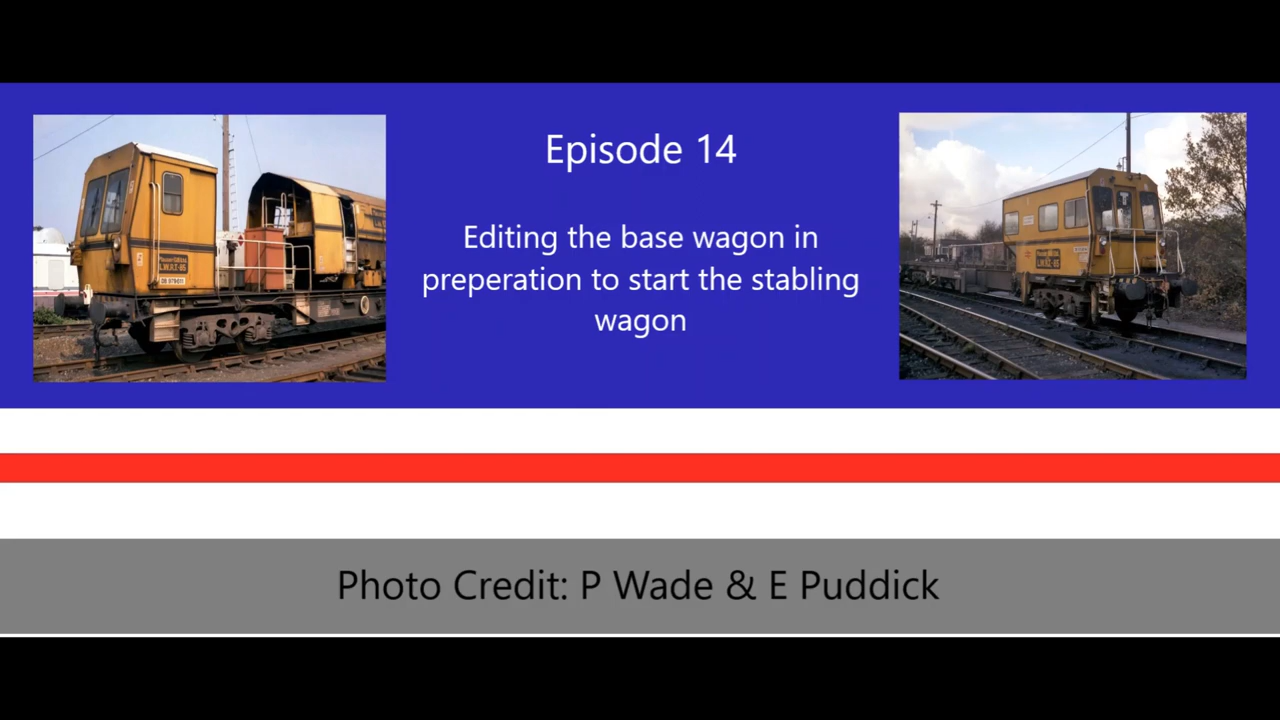 Episode 14
Editing the base wagon in
preperation to start the stabling
wagon
Photo Credit: P Wade & E Puddick